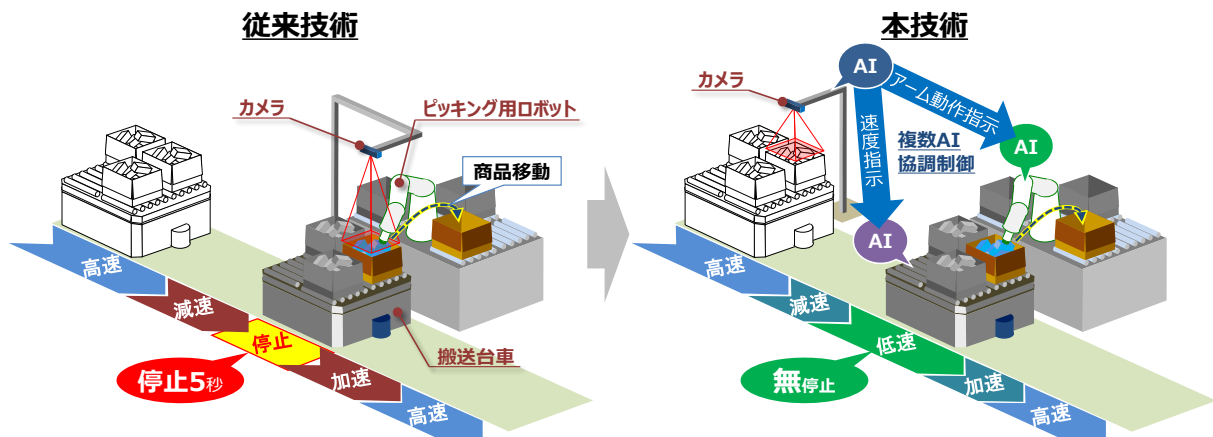 従来技術
カメラ
ピッキング用ロボット
商品移動
高速
減速
停止
停止5秒
加速
高速
搬送台車
本技術
カメラ
AI
アーム動作指示
速度指示
複数AI
協調制御
AI
AI
高速
減速
低速
無停止
加速
高速